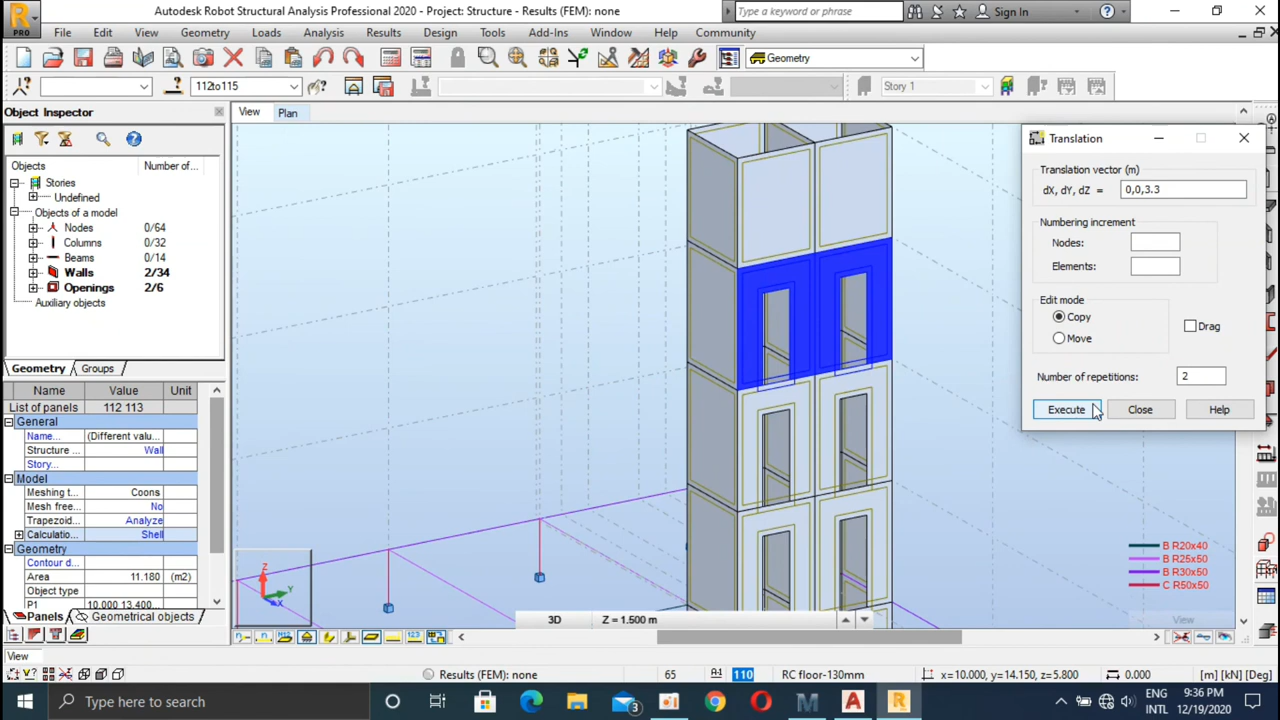 Autodesk Robot Structural Analysis Professional 2020 - Project: Structure - Results (FEM): none
Type a keyword or phrase
Sign In
PRO
File Edit View Geometry Loads Analysis Results Design Tools Add-Ins Window Help Community
Geometry
112to115
Story 1
Object Inspector
View Plan
Objects Number of...
Stories
Undefined
Objects of a model
Nodes 0/64
Columns 0/32
Beams 0/14
Walls 2/34
Openings 2/6
Auxiliary objects
Geometry Groups
Name Value Unit
List of panels 112 113
General
Name... (Different valu...
Structure ... Wall
Story...
Model
Meshing t... Coons
Mesh free... No
Trapezoid... Analyze
Calculatio... Shell
Geometry
Contour d...
Area 11.180 (m2)
Object type
P1 10.000 13.400...
Panels Geometrical objects
Translation
Translation vector (m)
dX, dY, dZ = 0,0,3.3
Numbering increment
Nodes:
Elements:
Edit mode
Copy
Move
Drag
Number of repetitions: 2
Execute Close Help
B R20x40
B R25x50
B R30x50
C R50x50
Z
Y
X
3D Z = 1.500 m
View
View
Results (FEM): none 65 110 RC floor-130mm x=10.000, y=14.150, z=5.800 0.000 [m] [kN] [Deg]
Type here to search
3
ENG
INTL
9:36 PM
12/19/2020